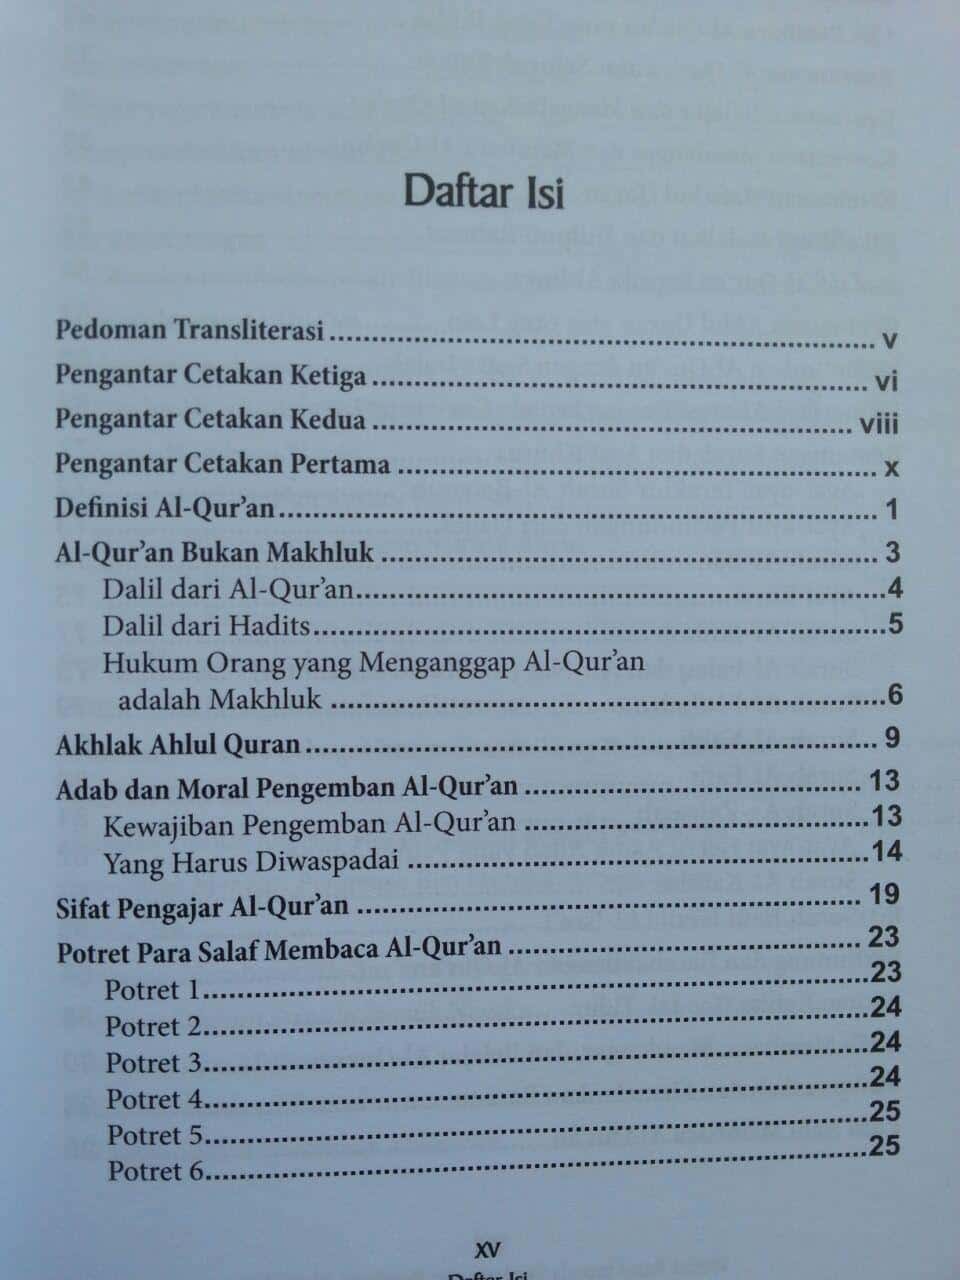 Daftar Isi
Pedoman Transliterasi ........ v
Pengantar Cetakan Ketiga ........ vi
Pengantar Cetakan Kedua ........ viii
Pengantar Cetakan Pertama ........ x
Definisi Al-Qur’an ........ 1
Al-Qur’an Bukan Makhluk ........ 3
Dalil dari Al-Qur’an ........ 4
Dalil dari Hadits ........ 5
Hukum Orang yang Menganggap Al-Qur’an
adalah Makhluk ........ 6
Akhlak Ahlul Quran ........ 9
Adab dan Moral Pengemban Al-Qur’an ........ 13
Kewajiban Pengemban Al-Qur’an ........ 13
Yang Harus Diwaspadai ........ 14
Sifat Pengajar Al-Qur’an ........ 19
Potret Para Salaf Membaca Al-Qur’an ........ 23
Potret 1 ........ 23
Potret 2 ........ 24
Potret 3 ........ 24
Potret 4 ........ 24
Potret 5 ........ 25
Potret 6 ........ 25
XV
Daftar Isi